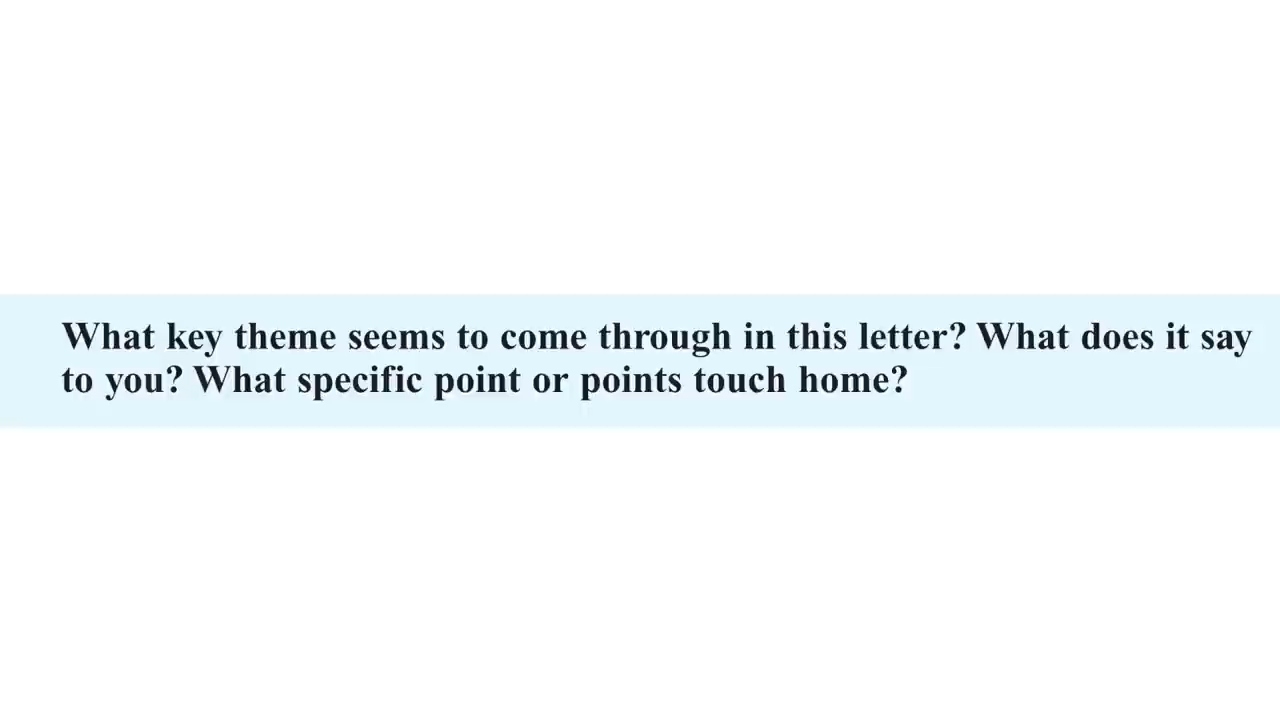 What key theme seems to come through in this letter? What does it say
to you? What specific point or points touch home?